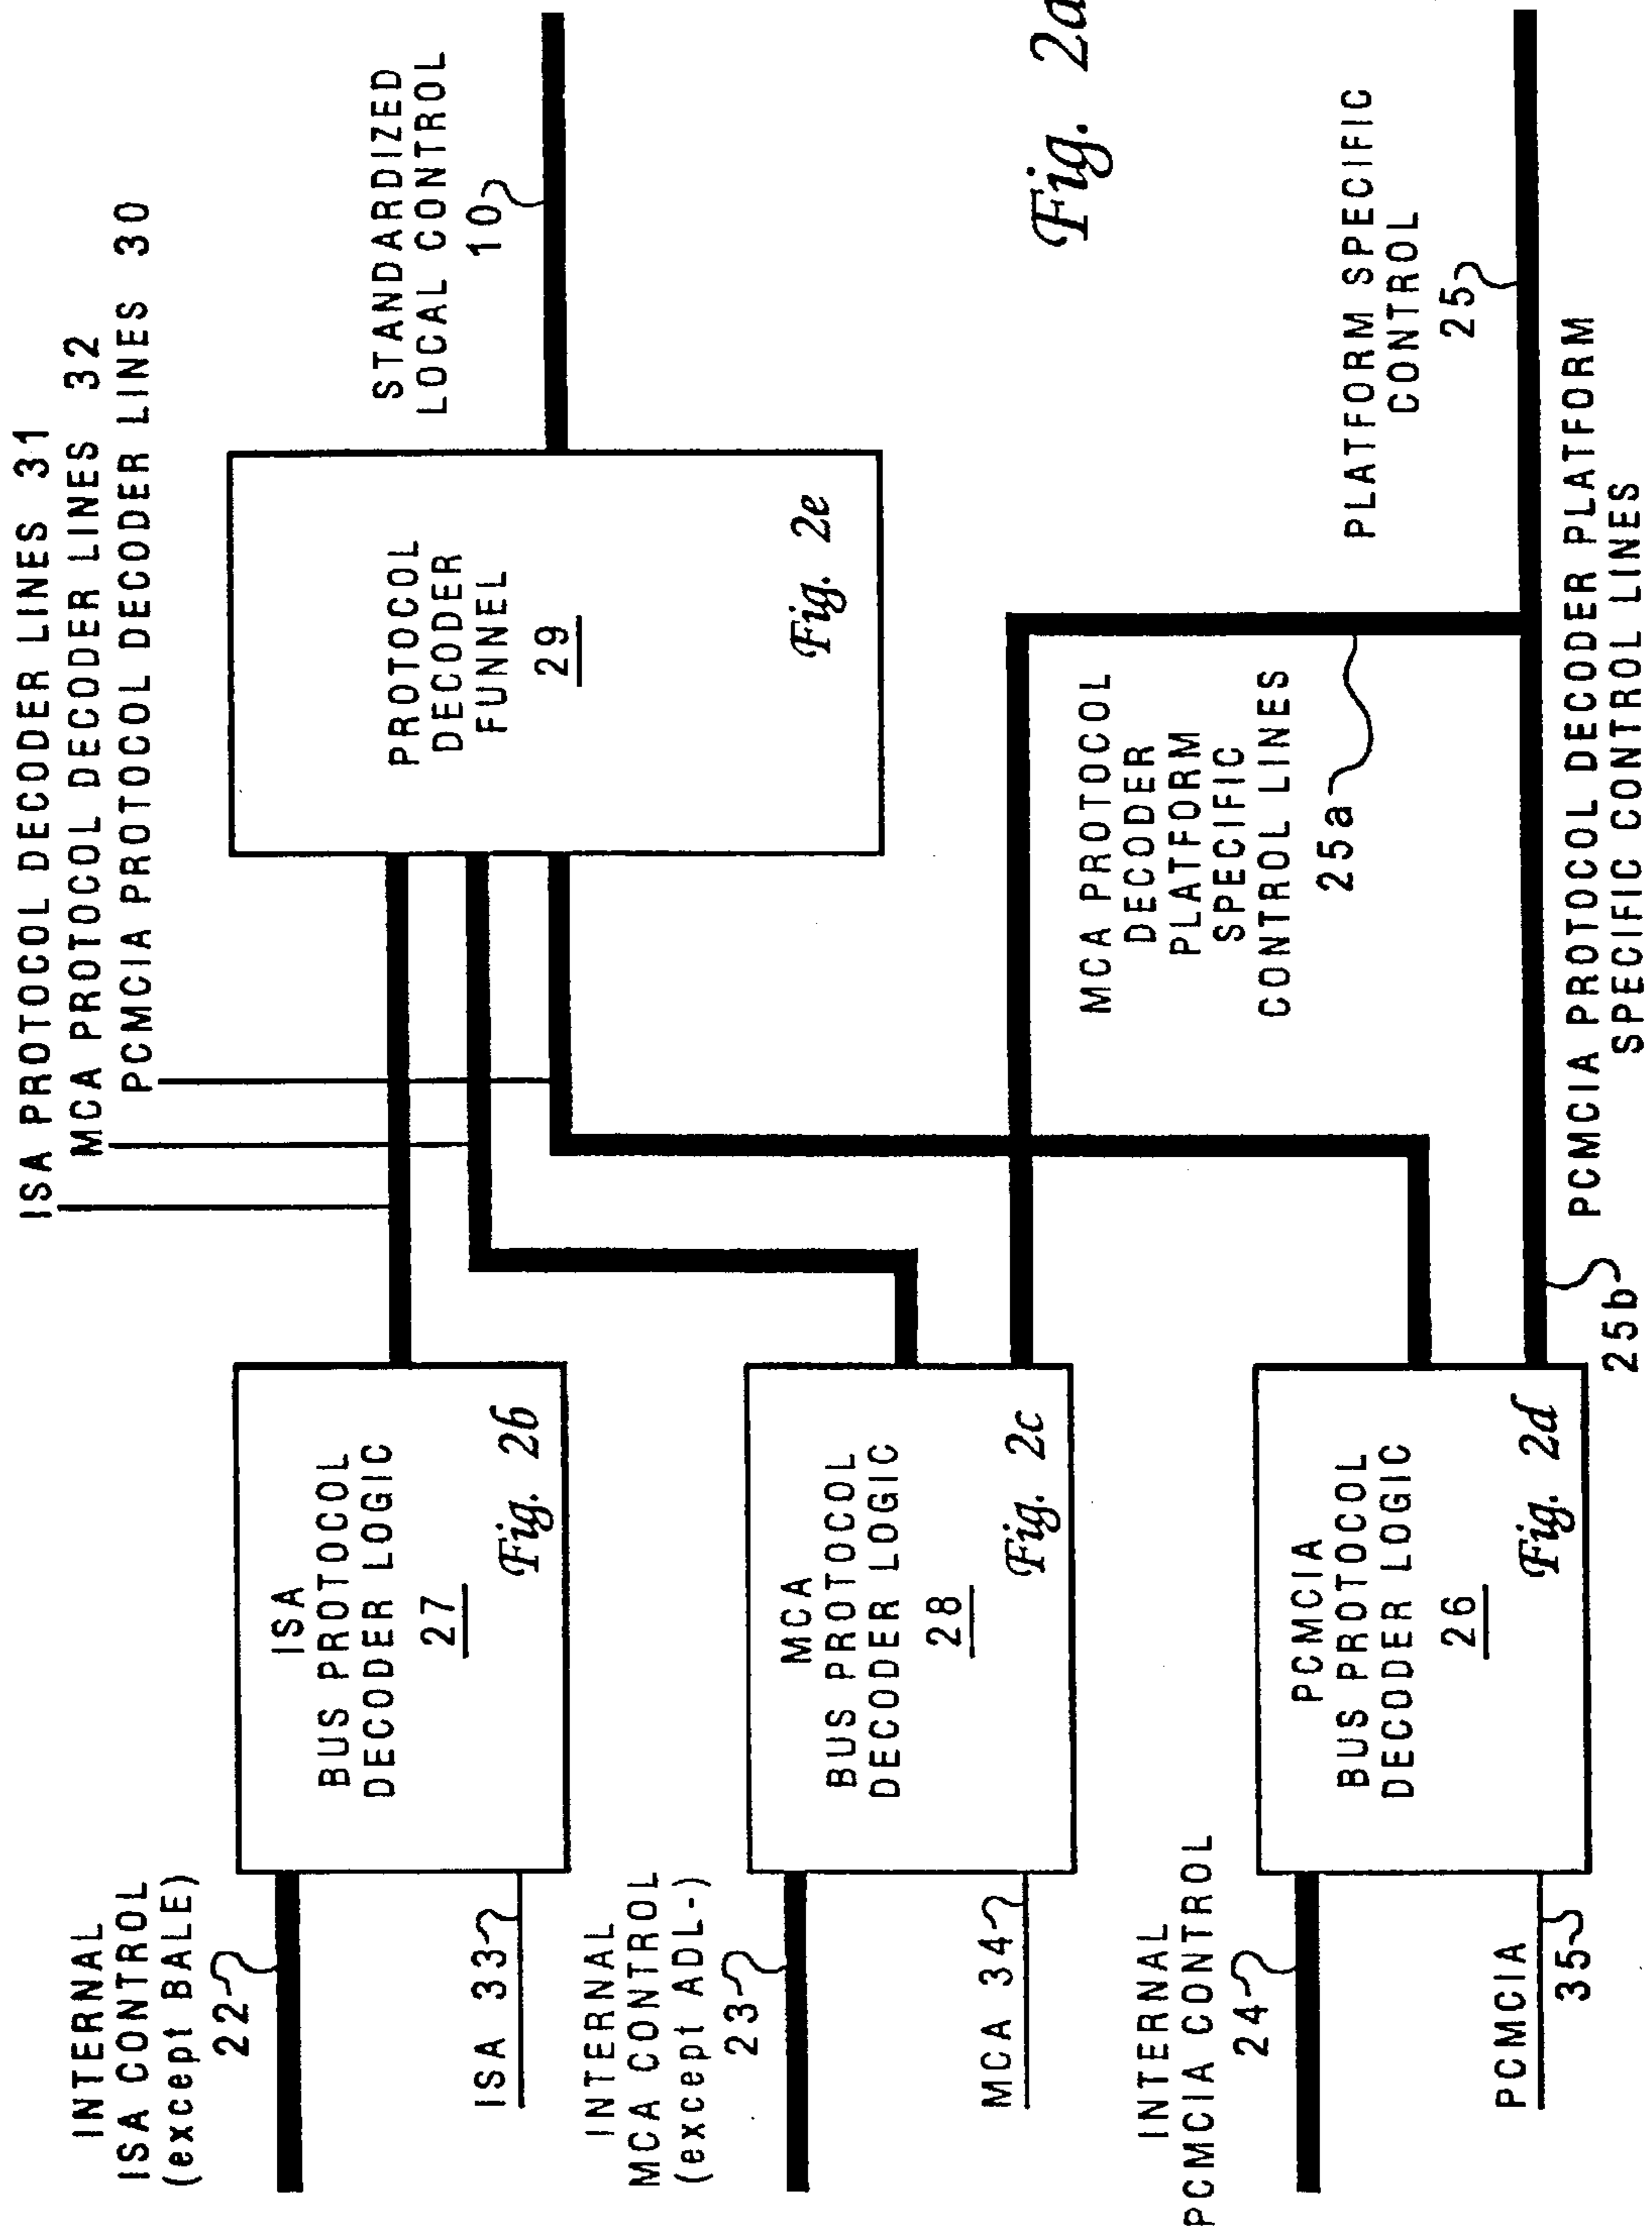 ISA PROTOCOL DECODER LINES 31
MCA PROTOCOL DECODER LINES 32
PCMCIA PROTOCOL DECODER LINES 30
INTERNAL
ISA CONTROL
(except BALE)
22
ISA 33
ISA
BUS PROTOCOL
DECODER LOGIC
27
Fig. 2b
PROTOCOL
DECODER
FUNNEL
29
Fig. 2e
STANDARDIZED
LOCAL CONTROL
10
INTERNAL
MCA CONTROL
(except ADL-)
23
MCA 34
MCA
BUS PROTOCOL
DECODER LOGIC
28
Fig. 2c
MCA PROTOCOL
DECODER
PLATFORM
SPECIFIC
CONTROL LINES
25a
Fig. 2a
INTERNAL
PCMCIA CONTROL
24
PCMCIA
35
PCMCIA
BUS PROTOCOL
DECODER LOGIC
26
Fig. 2d
PLATFORM SPECIFIC
CONTROL
25
25b
PCMCIA PROTOCOL DECODER PLATFORM
SPECIFIC CONTROL LINES